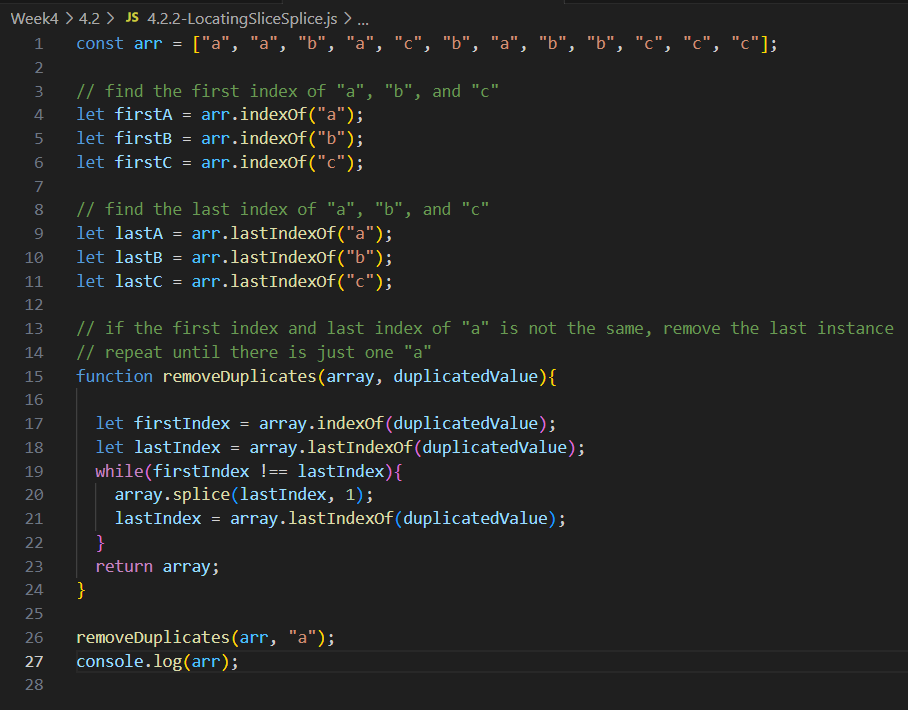 Week4 > 4.2 > JS 4.2.2-LocatingSliceSplice.js > ...
1 const arr = ["a", "a", "b", "a", "c", "b", "a", "b", "b", "c", "c", "c"];
2
3 // find the first index of "a", "b", and "c"
4 let firstA = arr.indexOf("a");
5 let firstB = arr.indexOf("b");
6 let firstC = arr.indexOf("c");
7
8 // find the last index of "a", "b", and "c"
9 let lastA = arr.lastIndexOf("a");
10 let lastB = arr.lastIndexOf("b");
11 let lastC = arr.lastIndexOf("c");
12
13 // if the first index and last index of "a" is not the same, remove the last instance
14 // repeat until there is just one "a"
15 function removeDuplicates(array, duplicatedValue){
16
17   let firstIndex = array.indexOf(duplicatedValue);
18   let lastIndex = array.lastIndexOf(duplicatedValue);
19   while(firstIndex !== lastIndex){
20     array.splice(lastIndex, 1);
21     lastIndex = array.lastIndexOf(duplicatedValue);
22   }
23   return array;
24 }
25
26 removeDuplicates(arr, "a");
27 console.log(arr);
28